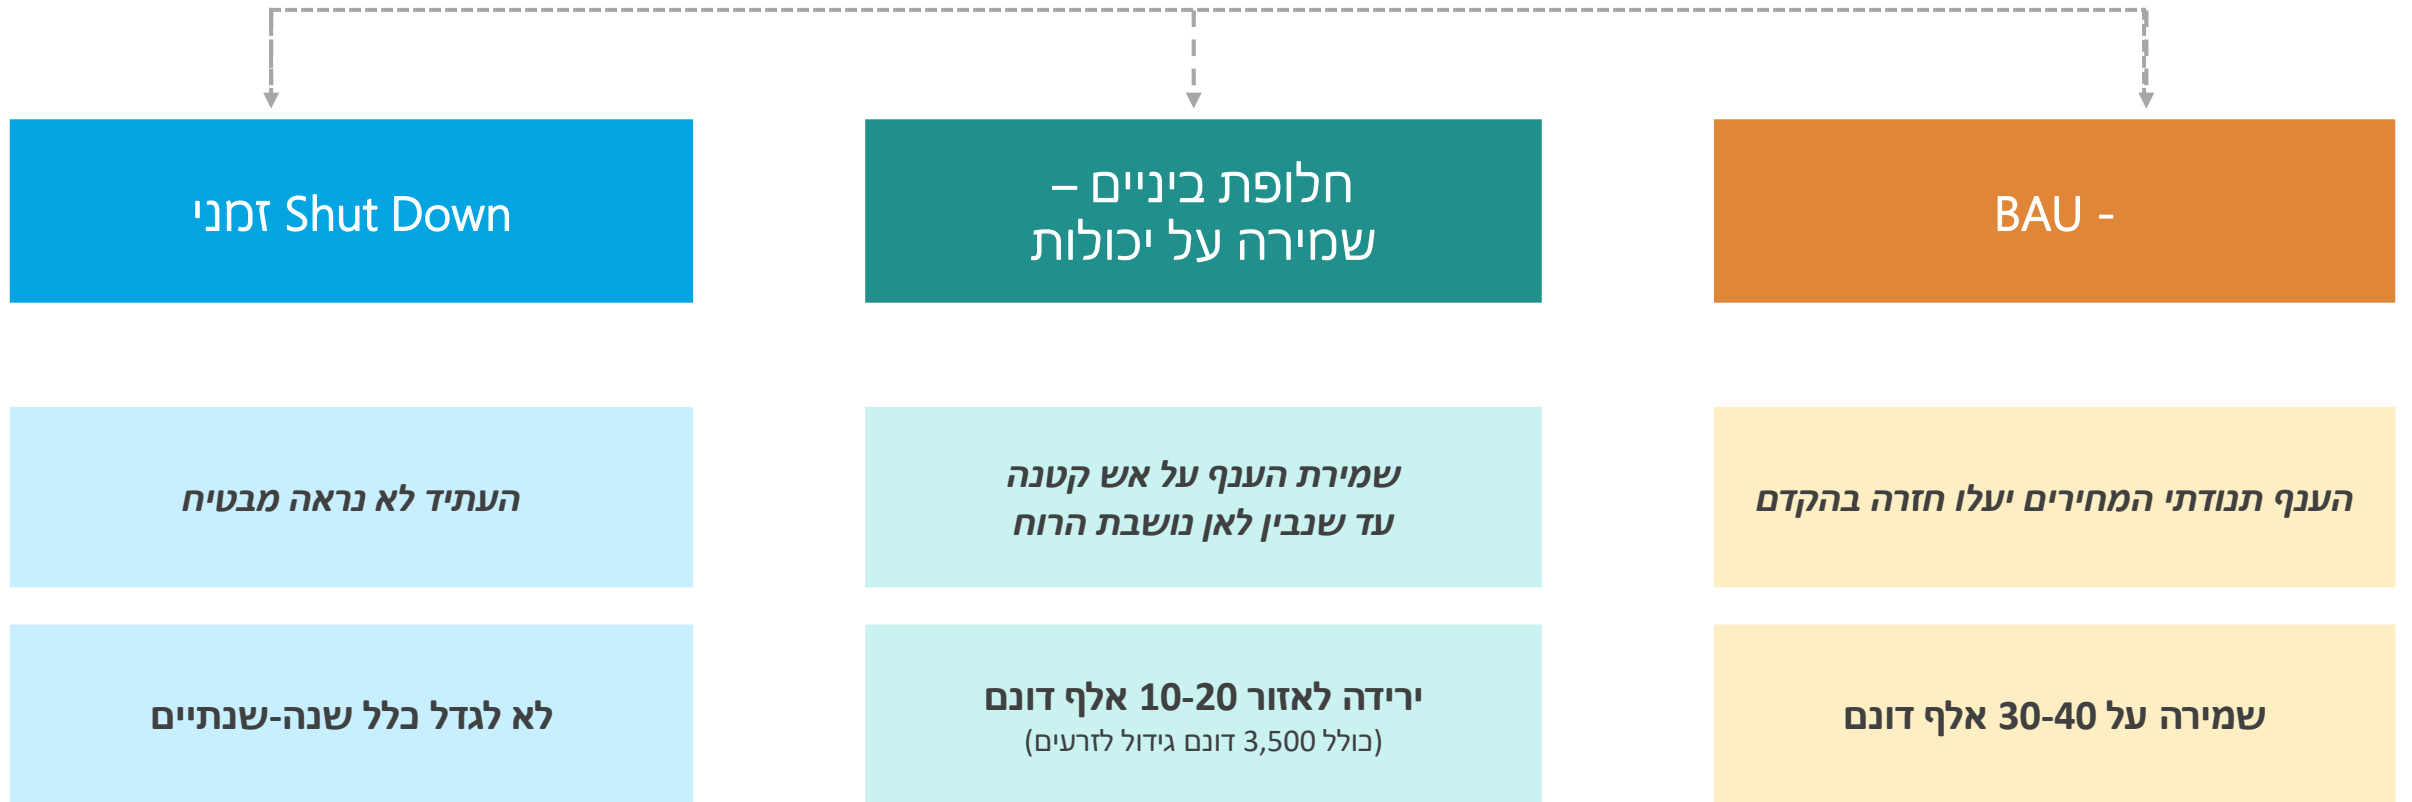 BAU -
חלופת ביניים –
שמירה על יכולות
Shut Down זמני
הענף תנודתי המחירים יעלו חזרה בהקדם
שמירת הענף על אש קטנה
עד שנבין לאן נושבת הרוח
העתיד לא נראה מבטיח
שמירה על 30-40 אלף דונם
ירידה לאזור 10-20 אלף דונם
(כולל 3,500 דונם גידול לזרעים)
לא לגדל כלל שנה-שנתיים